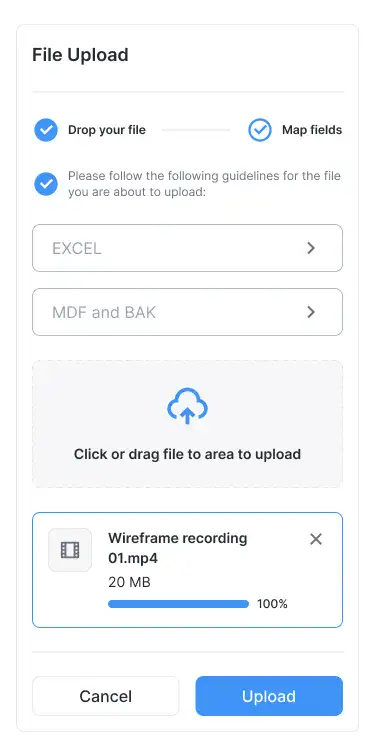 File Upload
Drop your file
Map fields
Please follow the following guidelines for the file
you are about to upload:
EXCEL
MDF and BAK
Click or drag file to area to upload
Wireframe recording
01.mp4
20 MB
100%
Cancel
Upload